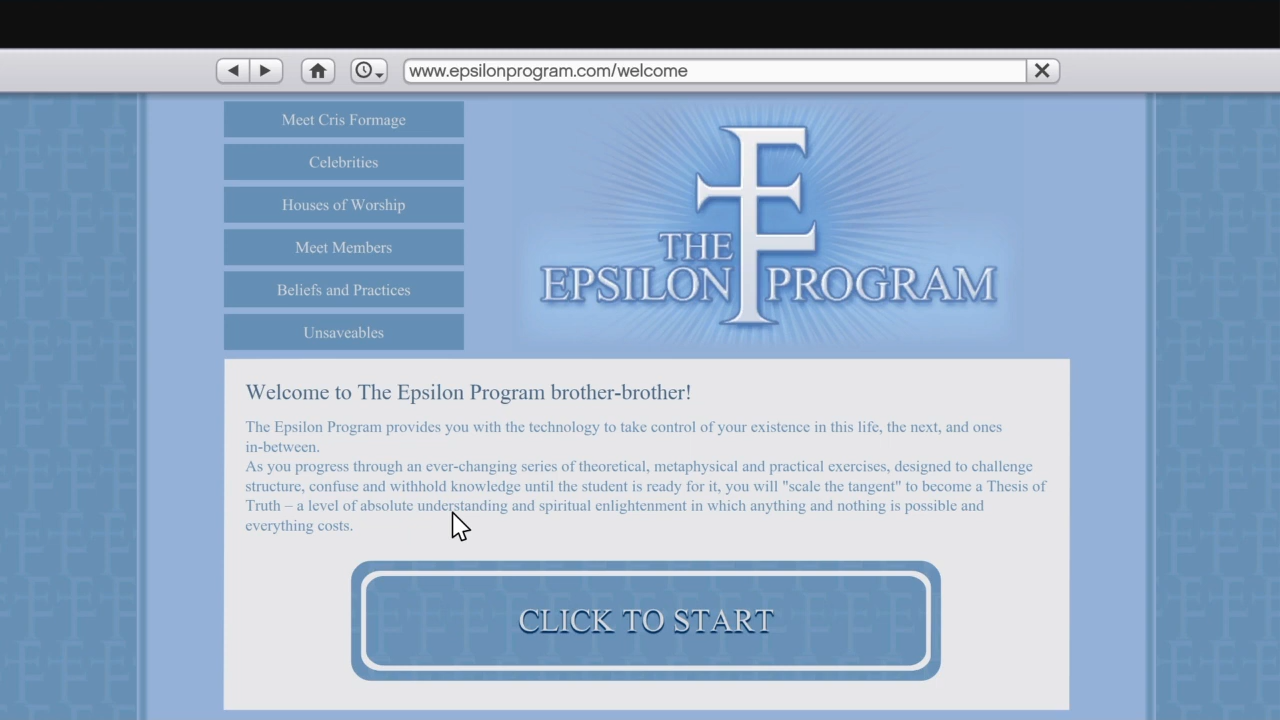 www.epsilonprogram.com/welcome
Meet Cris Formage
Celebrities
Houses of Worship
Meet Members
Beliefs and Practices
Unsaveables
THE
EPSILON PROGRAM
Welcome to The Epsilon Program brother-brother!
The Epsilon Program provides you with the technology to take control of your existence in this life, the next, and ones
in-between.
As you progress through an ever-changing series of theoretical, metaphysical and practical exercises, designed to challenge
structure, confuse and withhold knowledge until the student is ready for it, you will "scale the tangent" to become a Thesis of
Truth – a level of absolute understanding and spiritual enlightenment in which anything and nothing is possible and
everything costs.
CLICK TO START